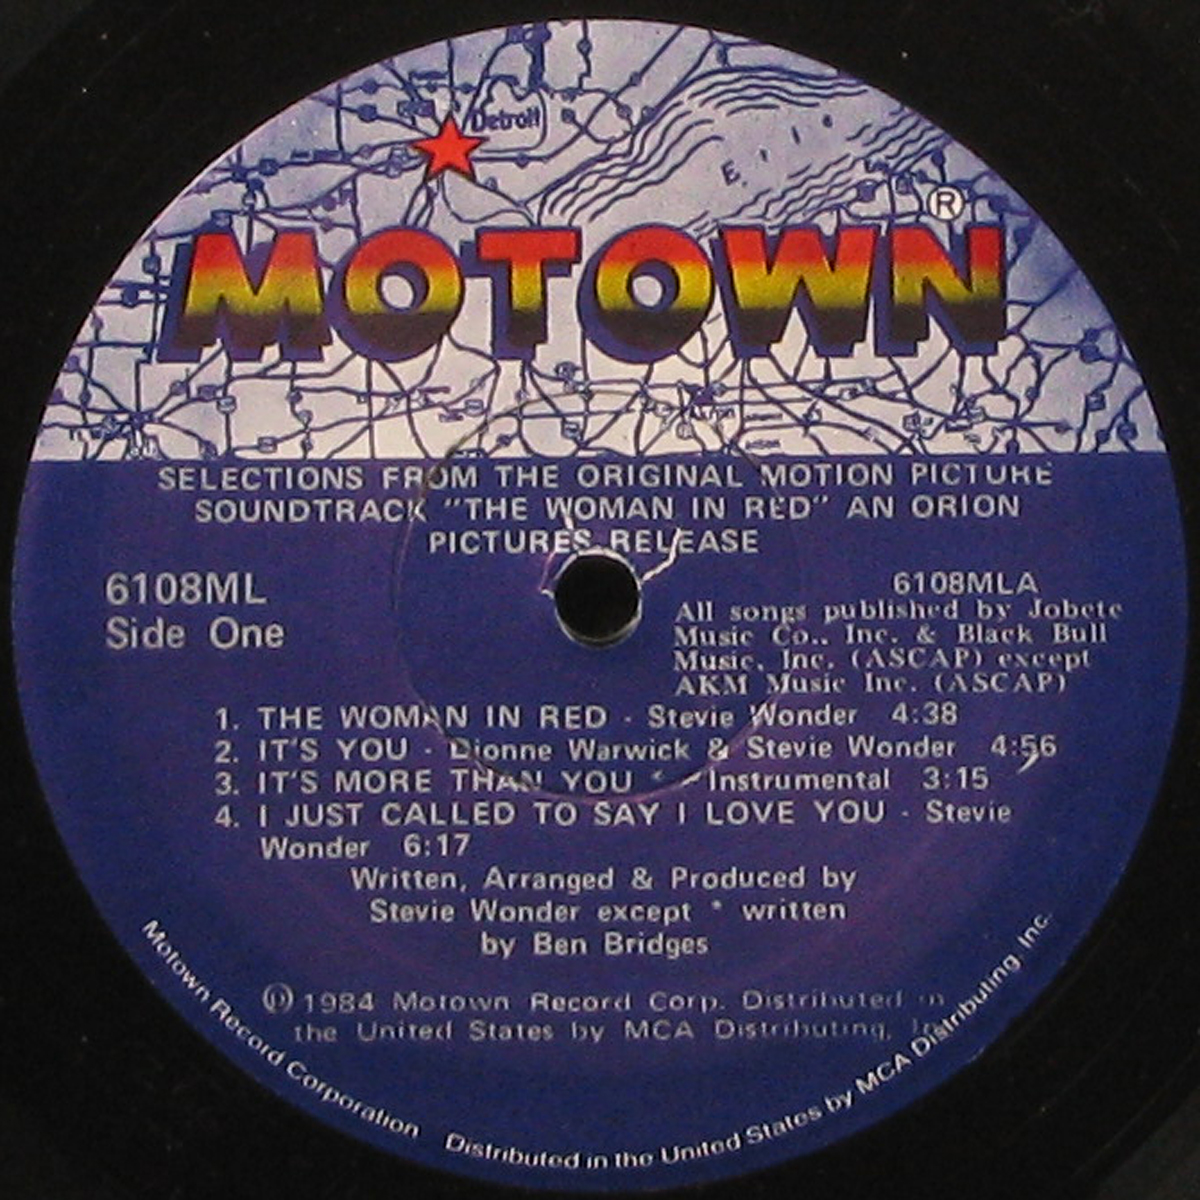 Detroit
E r i e
MOTOWN®
SELECTIONS FROM THE ORIGINAL MOTION PICTURE
SOUNDTRACK "THE WOMAN IN RED" AN ORION
PICTURES RELEASE
6108ML
Side One
6108MLA
All songs published by Jobete
Music Co., Inc. & Black Bull
Music, Inc. (ASCAP) except
AKM Music Inc. (ASCAP)
1. THE WOMAN IN RED - Stevie Wonder 4:38
2. IT'S YOU - Dionne Warwick & Stevie Wonder 4:56
3. IT'S MORE THAN YOU * - Instrumental 3:15
4. I JUST CALLED TO SAY I LOVE YOU - Stevie
Wonder 6:17
Written, Arranged & Produced by
Stevie Wonder except * written
by Ben Bridges
℗ 1984 Motown Record Corp. Distributed in
the United States by MCA Distributing, Inc.
Motown Record Corporation Distributed in the United States by MCA Distributing, Inc.